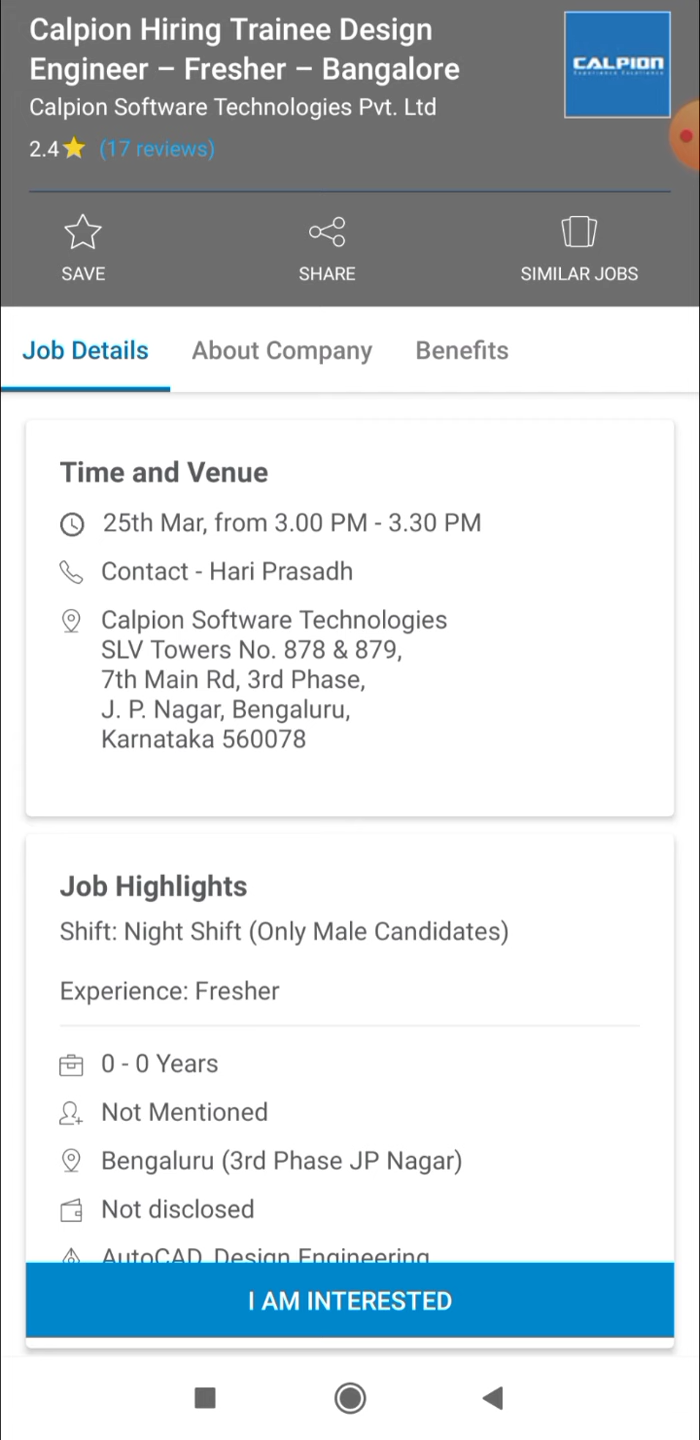 Calpion Hiring Trainee Design
Engineer – Fresher – Bangalore
Calpion Software Technologies Pvt. Ltd
2.4 (17 reviews)
CALPION
SAVE
SHARE
SIMILAR JOBS
Job Details
About Company
Benefits
Time and Venue
25th Mar, from 3.00 PM - 3.30 PM
Contact - Hari Prasadh
Calpion Software Technologies
SLV Towers No. 878 & 879,
7th Main Rd, 3rd Phase,
J. P. Nagar, Bengaluru,
Karnataka 560078
Job Highlights
Shift: Night Shift (Only Male Candidates)
Experience: Fresher
0 - 0 Years
Not Mentioned
Bengaluru (3rd Phase JP Nagar)
Not disclosed
AutoCAD, Design Engineering
I AM INTERESTED